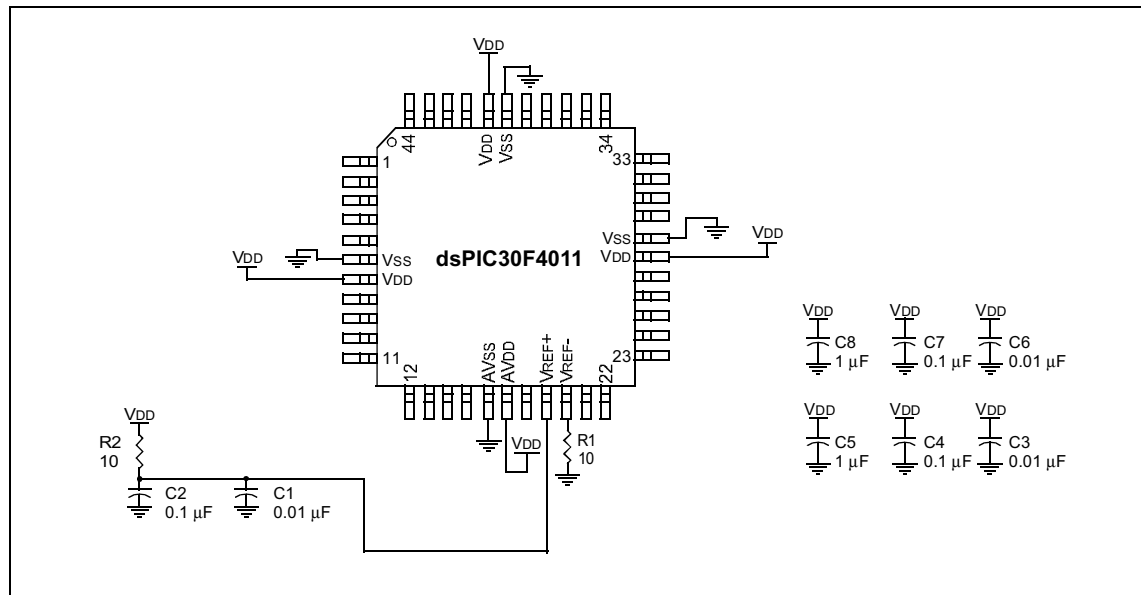 VDD
44
VDD
VSS
34
1
33
VSS
VDD
VDD
VSS
VDD
VDD
dsPIC30F4011
11
23
12
AVSS
AVDD
VREF+
VREF-
22
VDD
R1
10
VDD
R2
10
C2
0.1 µF
C1
0.01 µF
VDD
C8
1 µF
VDD
C7
0.1 µF
VDD
C6
0.01 µF
VDD
C5
1 µF
VDD
C4
0.1 µF
VDD
C3
0.01 µF